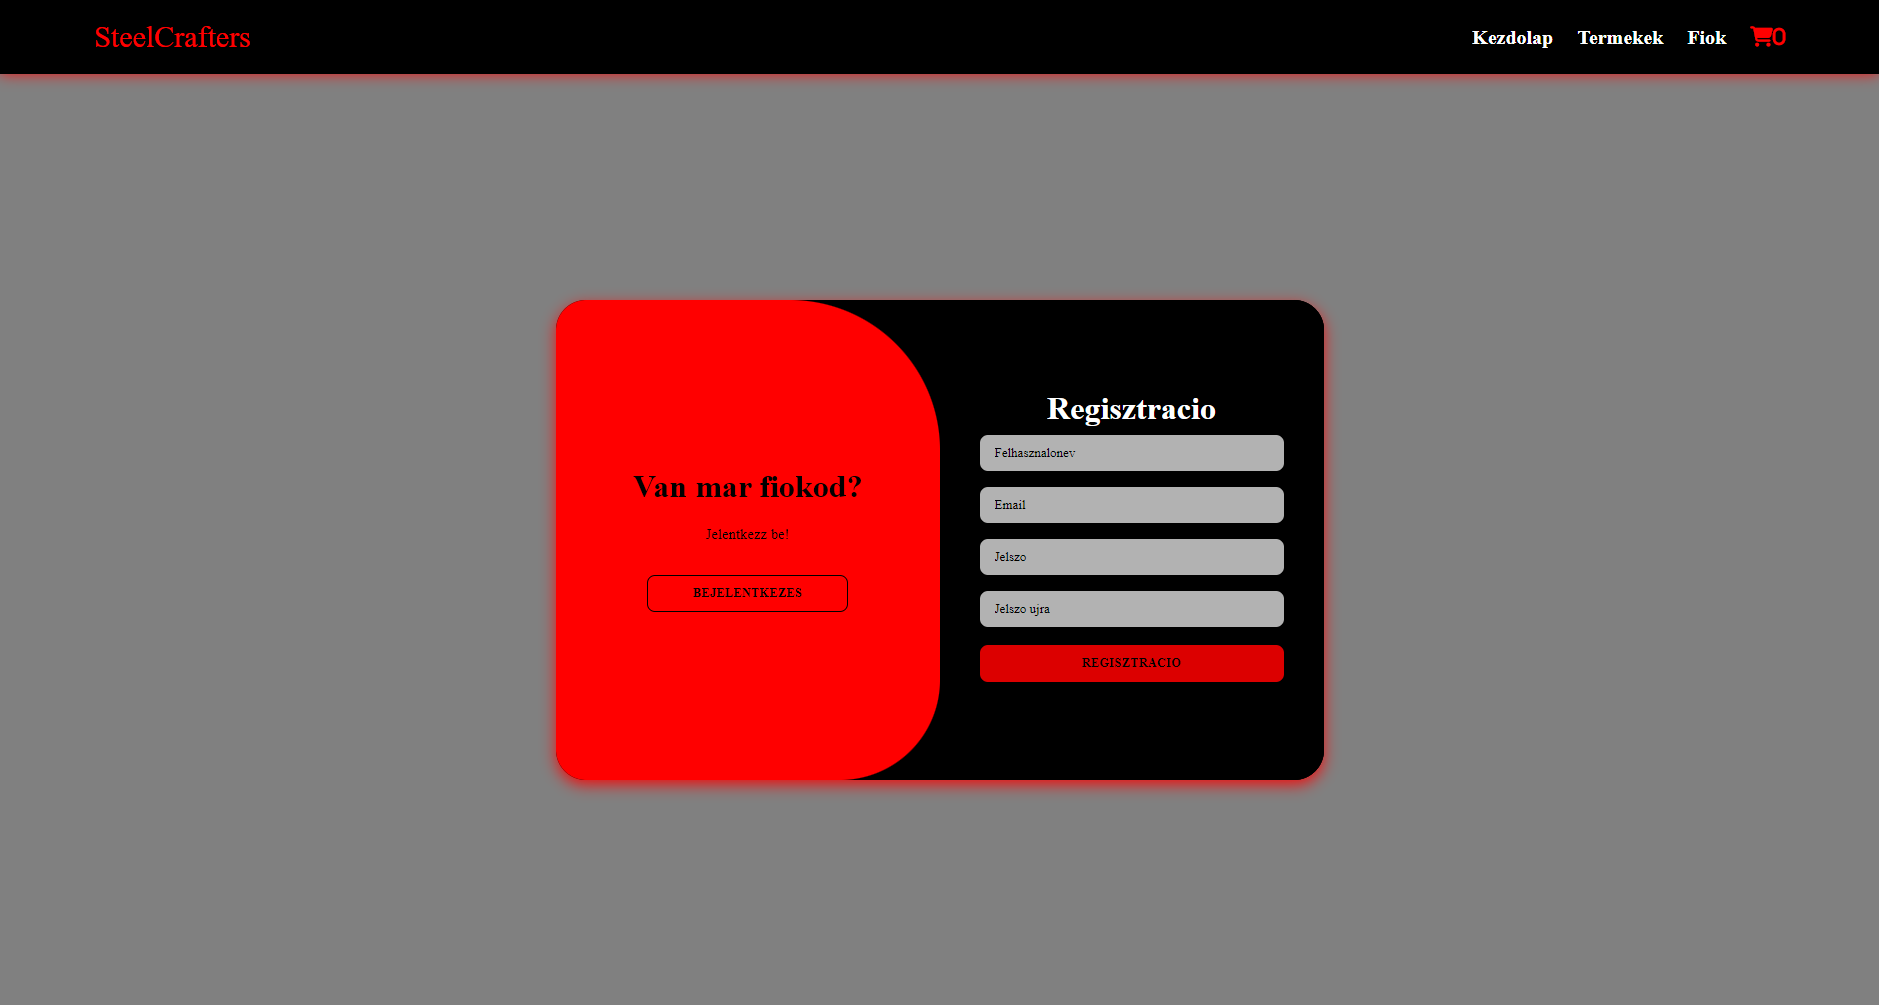 SteelCrafters
Kezdolap Termekek Fiok 0
Van mar fiokod?
Jelentkezz be!
BEJELENTKEZES
Regisztracio
Felhasznalonev
Email
Jelszo
Jelszo ujra
REGISZTRACIO